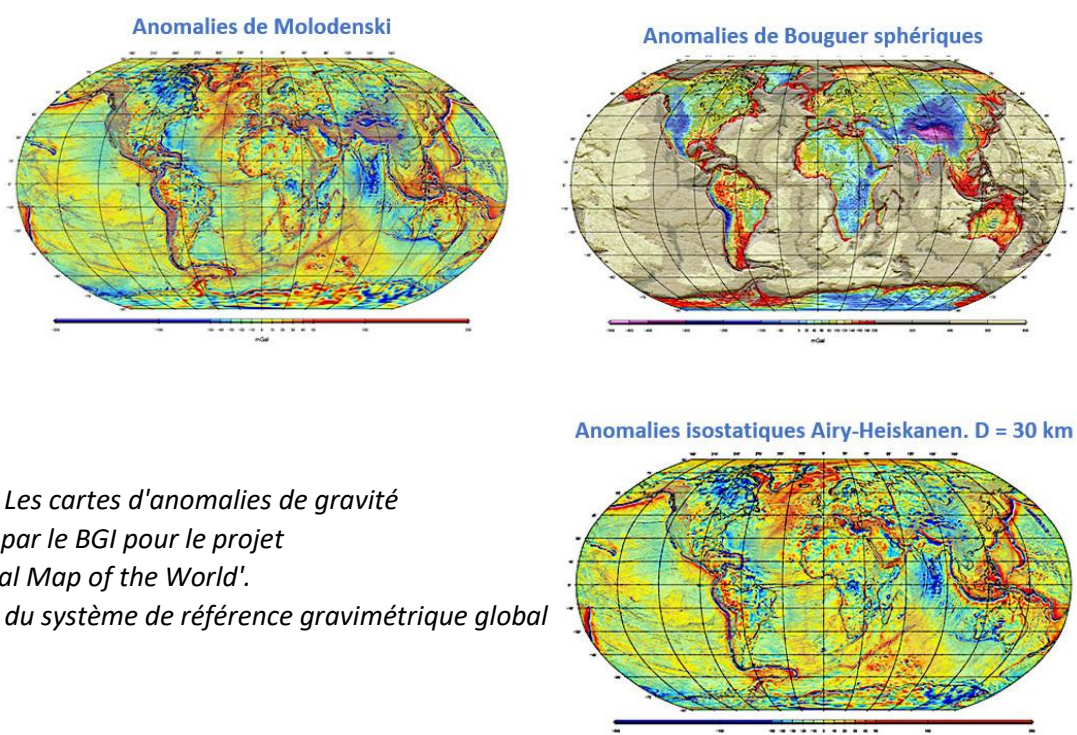 Anomalies de Molodenski
Anomalies de Bouguer sphériques
mGal
mGal
Anomalies isostatiques Airy-Heiskanen. D = 30 km
Les cartes d'anomalies de gravité
par le BGI pour le projet
al Map of the World'.
du système de référence gravimétrique global